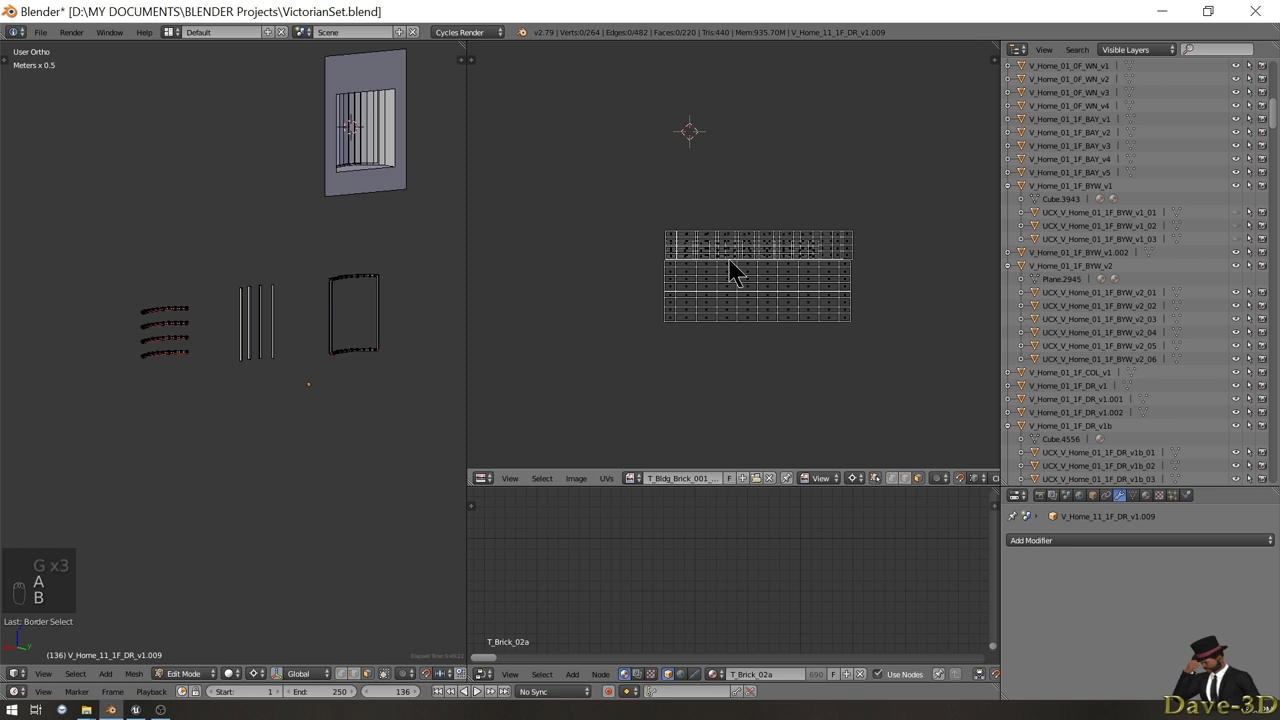 Blender* [D:\MY DOCUMENTS\BLENDER Projects\VictorianSet.blend]
File Render Window Help Default Scene Cycles Render v2.79 | Verts:0/264 | Edges:0/482 | Faces:0/220 | Tris:440 | Mem:935.70M | V_Home_11_1F_DR_v1.009
User Ortho
Meters x 0.5
View Search Visible Layers
V_Home_01_0F_WN_v1
V_Home_01_0F_WN_v2
V_Home_01_0F_WN_v3
V_Home_01_0F_WN_v4
V_Home_01_1F_BAY_v1
V_Home_01_1F_BAY_v2
V_Home_01_1F_BAY_v3
V_Home_01_1F_BAY_v4
V_Home_01_1F_BAY_v5
V_Home_01_1F_BYW_v1
Cube.3943
UCX_V_Home_01_1F_BYW_v1_01
UCX_V_Home_01_1F_BYW_v1_02
UCX_V_Home_01_1F_BYW_v1_03
V_Home_01_1F_BYW_v1.002
V_Home_01_1F_BYW_v2
Plane.2945
UCX_V_Home_01_1F_BYW_v2_01
UCX_V_Home_01_1F_BYW_v2_02
UCX_V_Home_01_1F_BYW_v2_03
UCX_V_Home_01_1F_BYW_v2_04
UCX_V_Home_01_1F_BYW_v2_05
UCX_V_Home_01_1F_BYW_v2_06
V_Home_01_1F_COL_v1
V_Home_01_1F_DR_v1
V_Home_01_1F_DR_v1.001
V_Home_01_1F_DR_v1.002
V_Home_01_1F_DR_v1b
Cube.4556
UCX_V_Home_01_1F_DR_v1b_01
UCX_V_Home_01_1F_DR_v1b_02
UCX_V_Home_01_1F_DR_v1b_03
View Select Image UVs T_Bldg_Brick_001_... F View
V_Home_11_1F_DR_v1.009
Add Modifier
G x3
A
B
Last: Border Select
T_Brick_02a
(136) V_Home_11_1F_DR_v1.009
View Select Add Mesh Edit Mode Global
View Select Add Node T_Brick_02a 690 F Use Nodes
View Marker Frame Playback Start: 1 End: 250 136 No Sync
Dave-3D